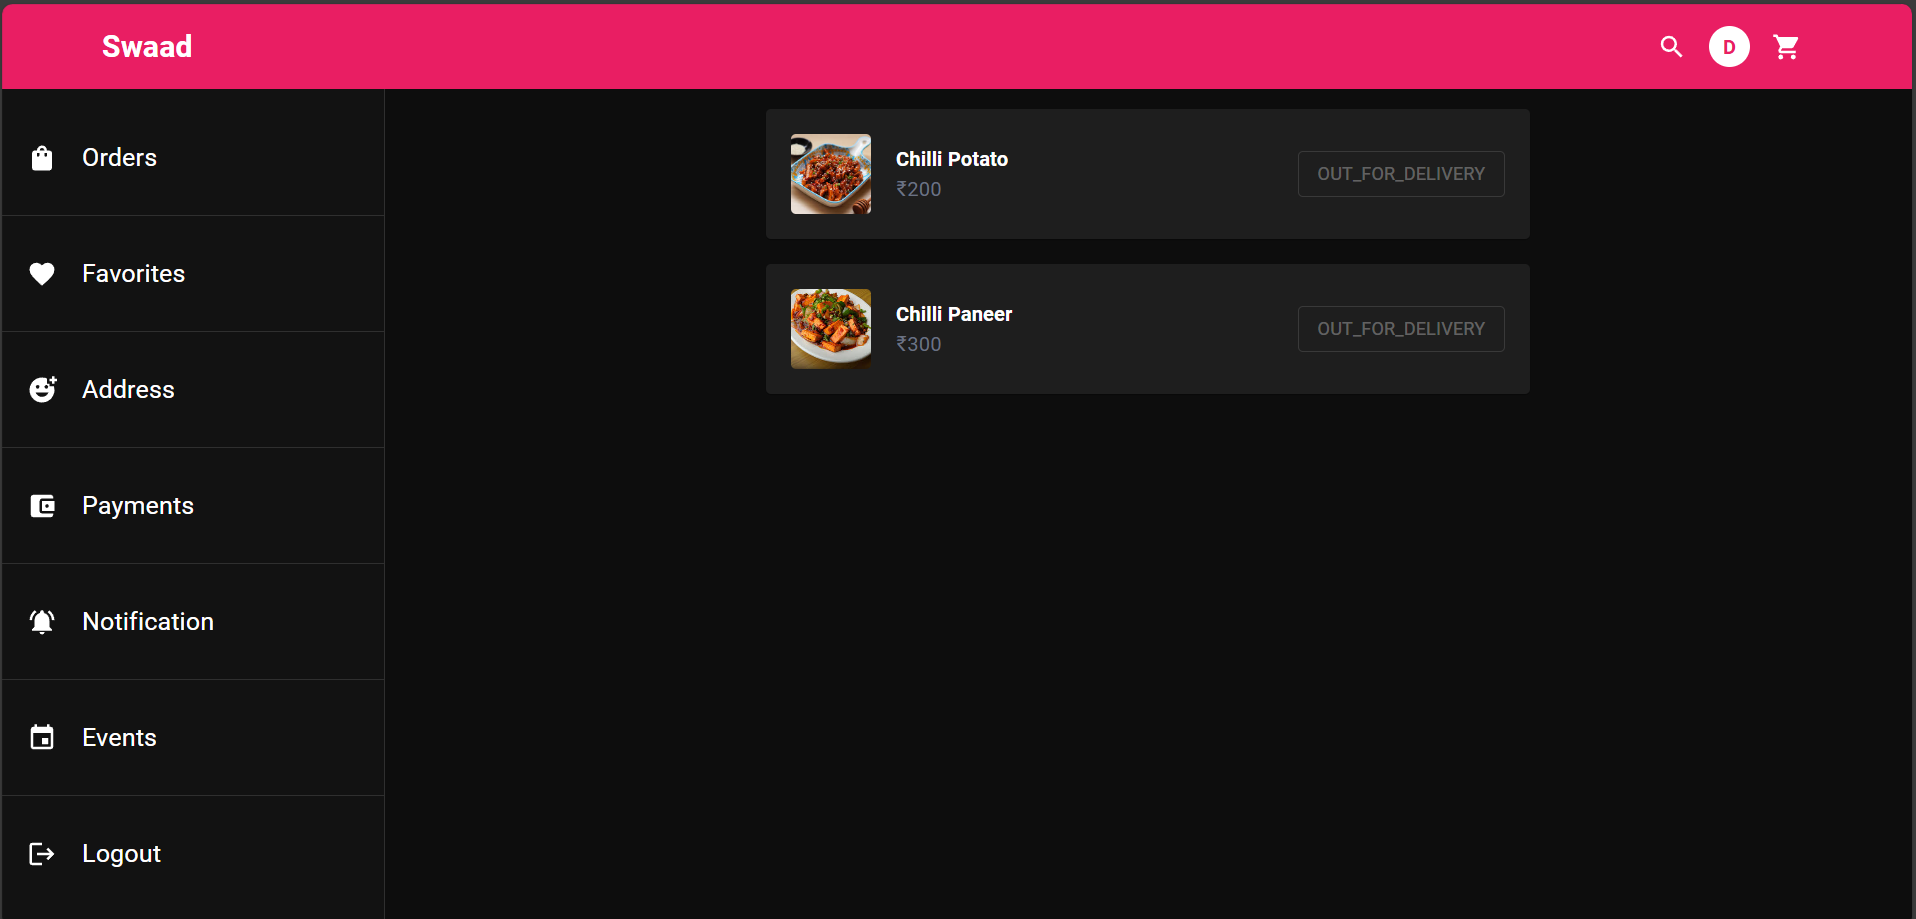 Swaad
D
Orders
Favorites
Address
Payments
Notification
Events
Logout
Chilli Potato
₹200
OUT_FOR_DELIVERY
Chilli Paneer
₹300
OUT_FOR_DELIVERY